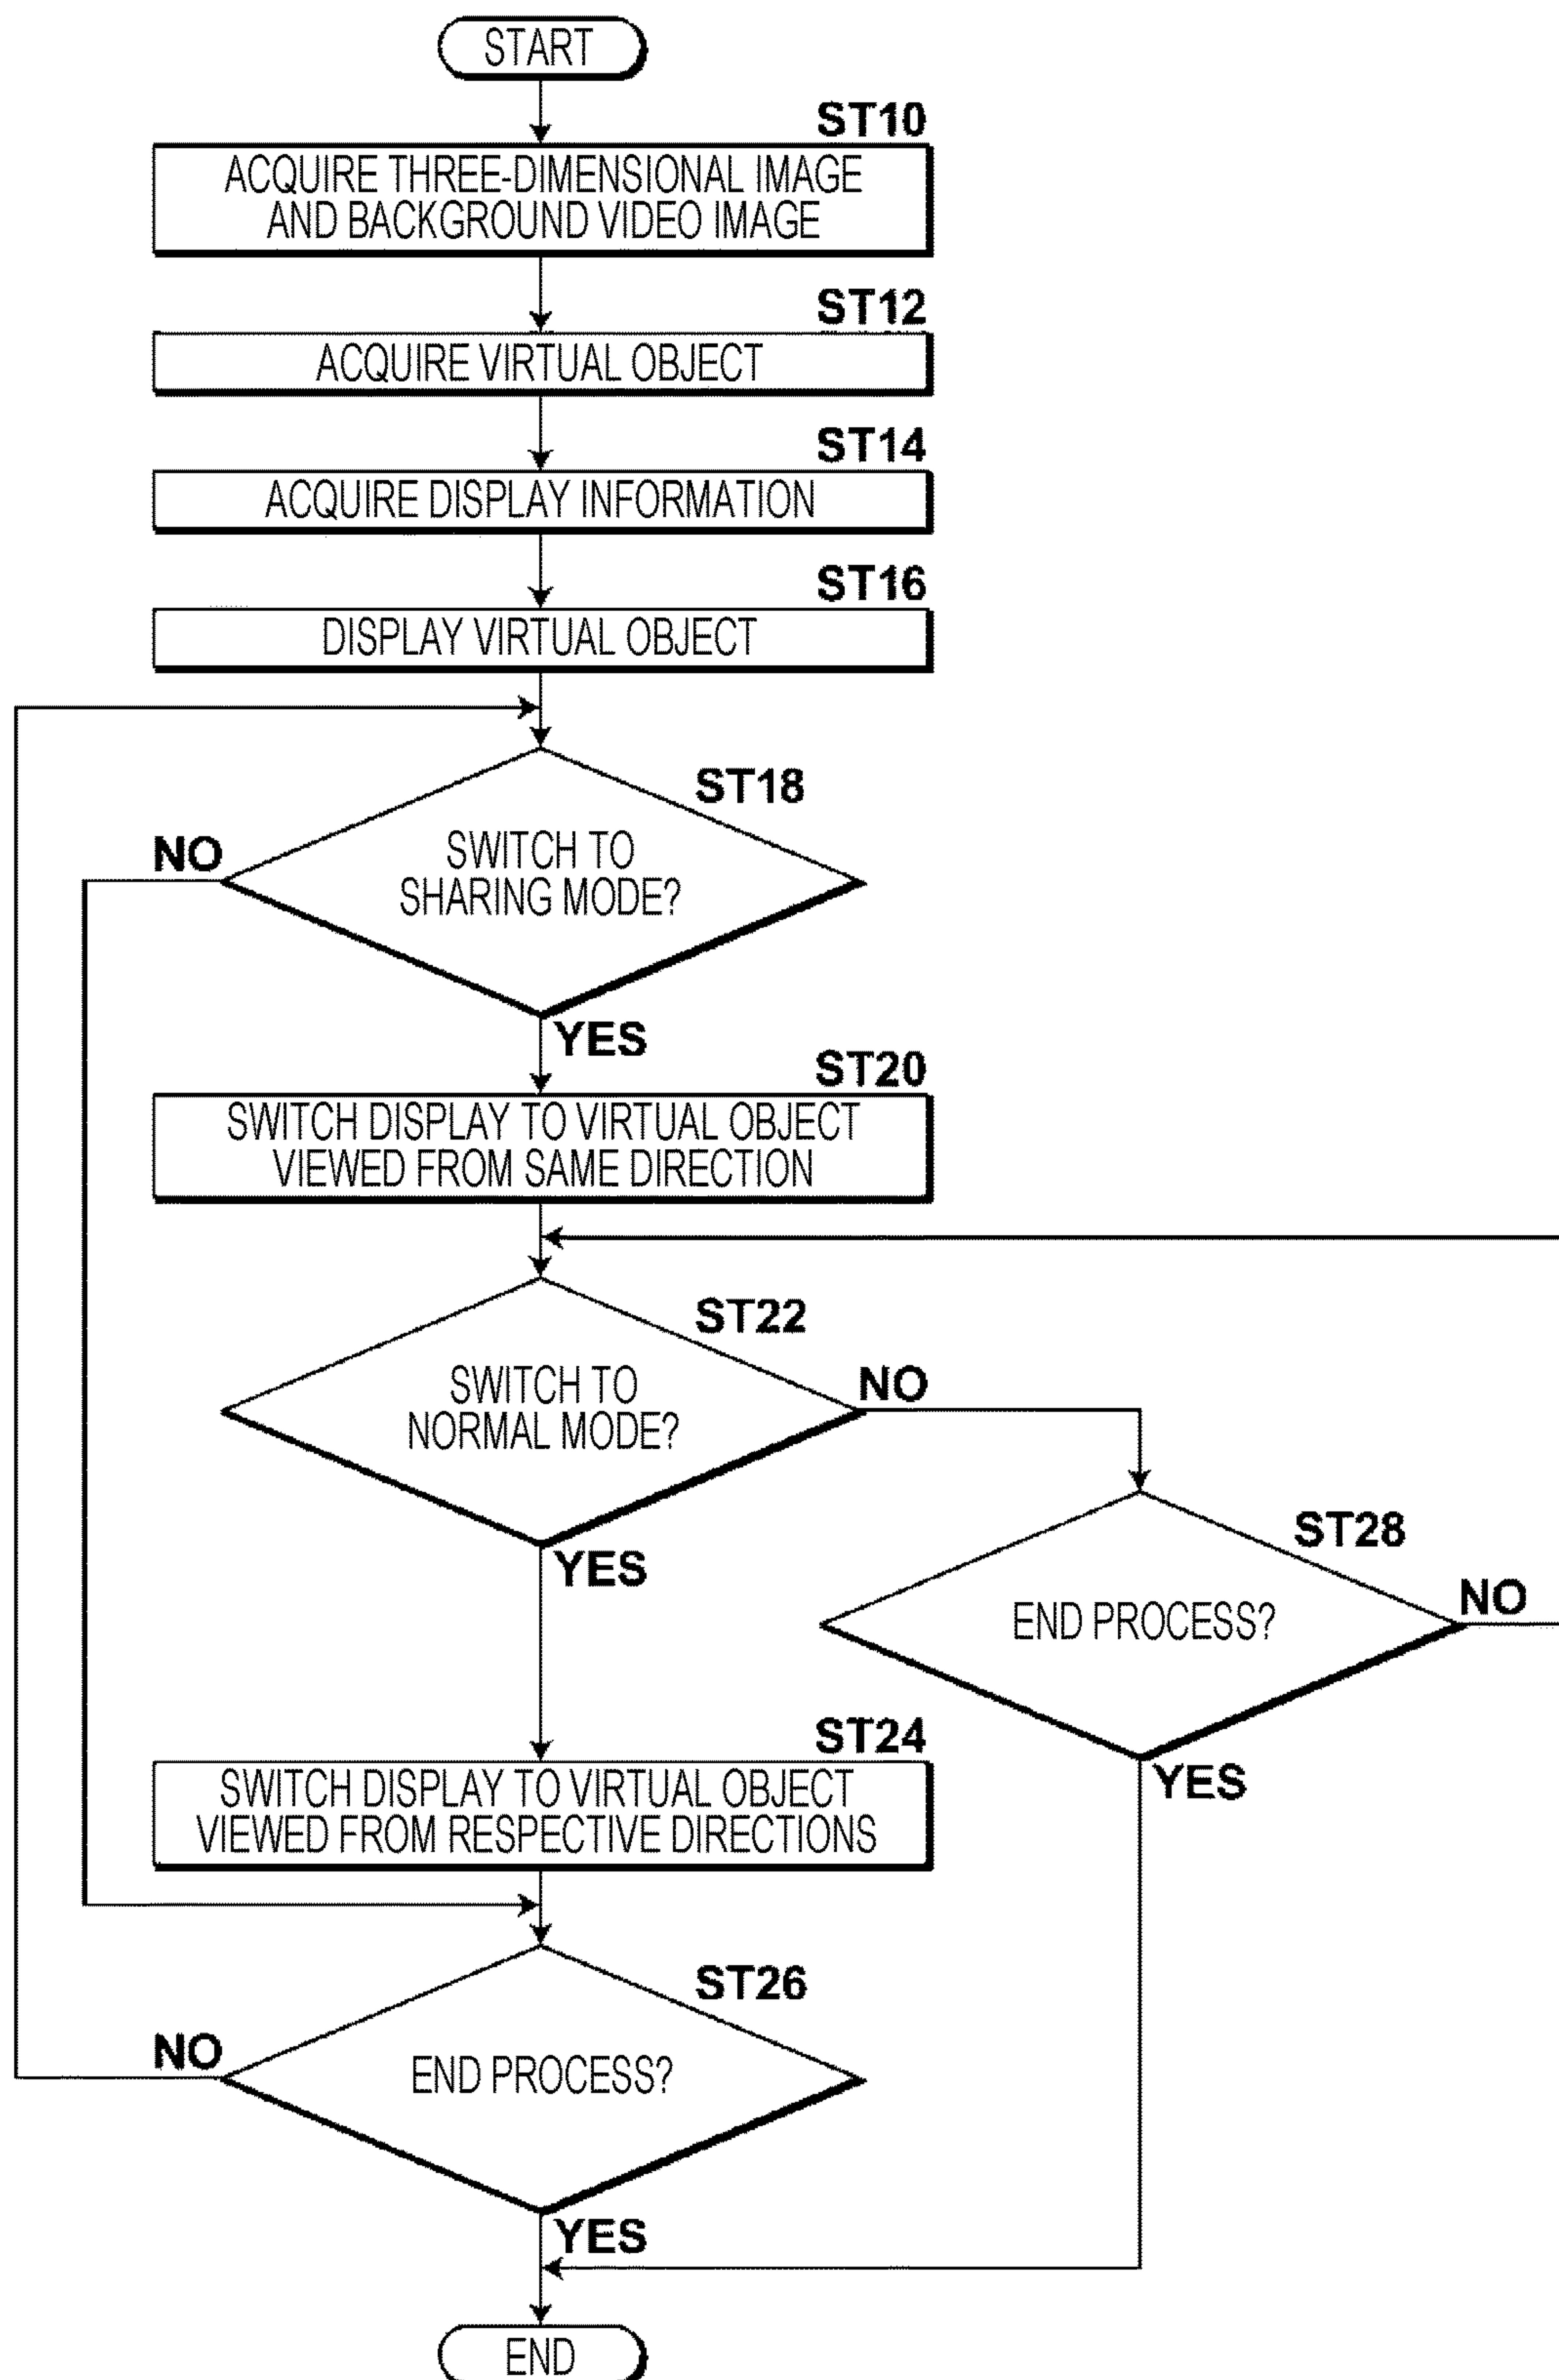 START
ST10
ACQUIRE THREE-DIMENSIONAL IMAGE
AND BACKGROUND VIDEO IMAGE
ST12
ACQUIRE VIRTUAL OBJECT
ST14
ACQUIRE DISPLAY INFORMATION
ST16
DISPLAY VIRTUAL OBJECT
ST18
NO
SWITCH TO
SHARING MODE?
YES
ST20
SWITCH DISPLAY TO VIRTUAL OBJECT
VIEWED FROM SAME DIRECTION
ST22
SWITCH TO
NORMAL MODE?
NO
YES
ST28
END PROCESS?
NO
YES
ST24
SWITCH DISPLAY TO VIRTUAL OBJECT
VIEWED FROM RESPECTIVE DIRECTIONS
ST26
NO
END PROCESS?
YES
END